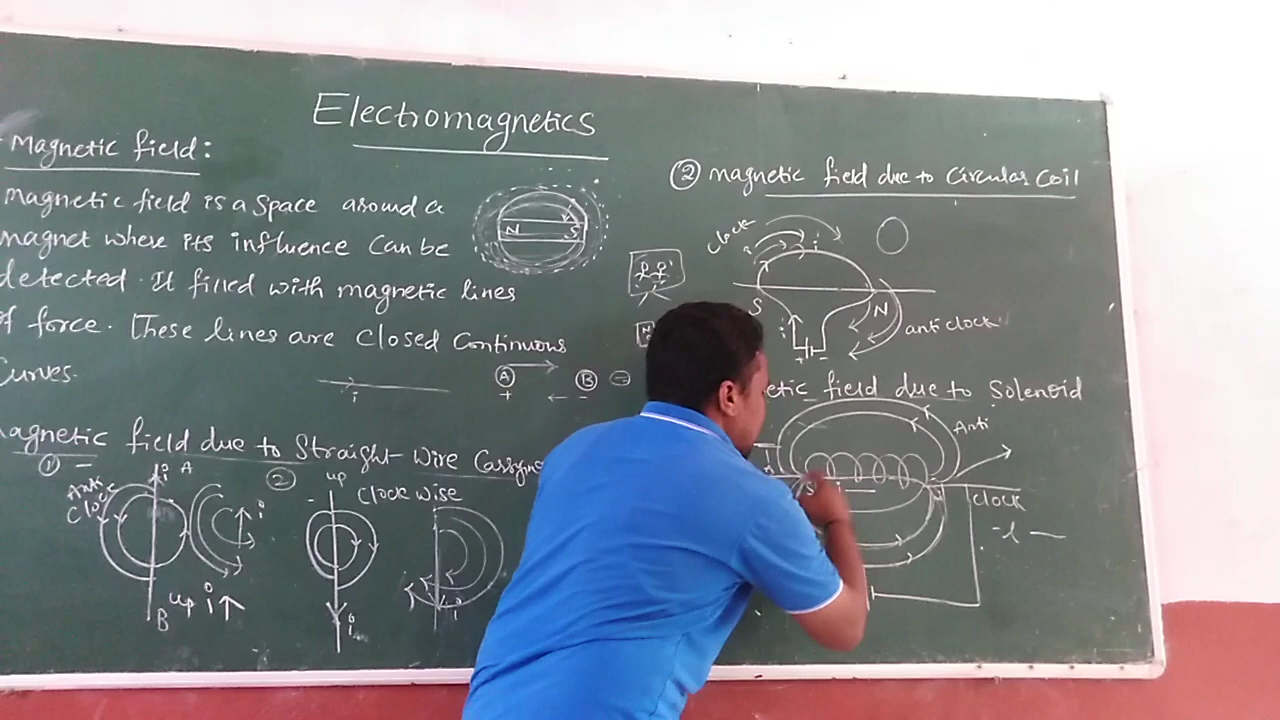 Electromagnetics
Magnetic field:
Magnetic field is a space around a
magnet where its influence can be
detected. It filled with magnetic lines
of force. These lines are closed continuous
curves.
N S
i
A B
+ -
Magnetic field due to Straight-wire
① -
Anti
Clock
i A
B
up i ↑
i
②
up
Clock wise
i
i
② magnetic field due to circular coil
clock
i
S
N
i
+ -
anti clock
etic field due to Solenoid
Anti
S
N
clock